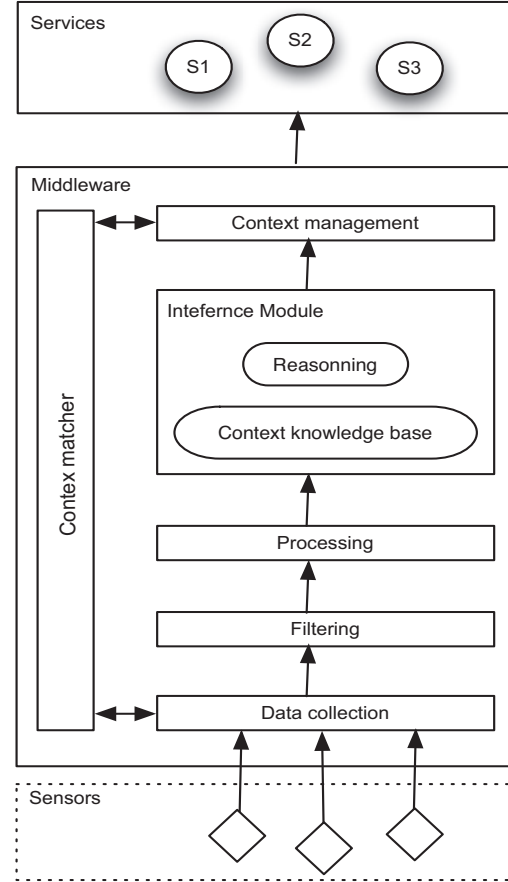 Services
S1
S2
S3
Middleware
Context management
Intefernce Module
Reasonning
Context knowledge base
Contex matcher
Processing
Filtering
Data collection
Sensors